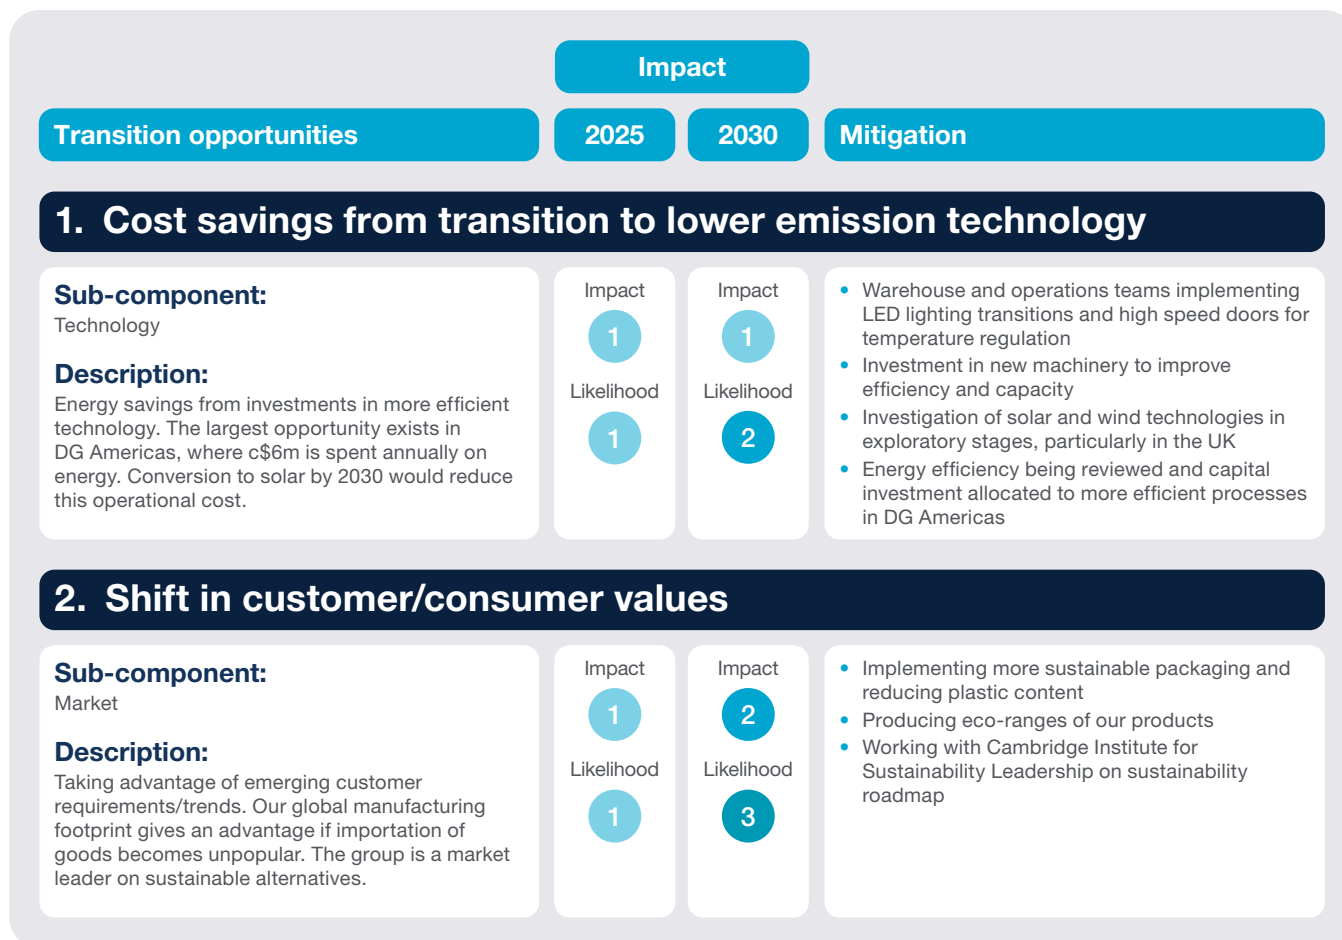 Impact
Transition opportunities
2025
2030
Mitigation
1. Cost savings from transition to lower emission technology
Sub-component:
Technology
Description:
Energy savings from investments in more efficient
technology. The largest opportunity exists in
DG Americas, where c$6m is spent annually on
energy. Conversion to solar by 2030 would reduce
this operational cost.
Impact
1
Likelihood
1
Impact
1
Likelihood
2
• Warehouse and operations teams implementing
LED lighting transitions and high speed doors for
temperature regulation
• Investment in new machinery to improve
efficiency and capacity
• Investigation of solar and wind technologies in
exploratory stages, particularly in the UK
• Energy efficiency being reviewed and capital
investment allocated to more efficient processes
in DG Americas
2. Shift in customer/consumer values
Sub-component:
Market
Description:
Taking advantage of emerging customer
requirements/trends. Our global manufacturing
footprint gives an advantage if importation of
goods becomes unpopular. The group is a market
leader on sustainable alternatives.
Impact
1
Likelihood
1
Impact
2
Likelihood
3
• Implementing more sustainable packaging and
reducing plastic content
• Producing eco-ranges of our products
• Working with Cambridge Institute for
Sustainability Leadership on sustainability
roadmap